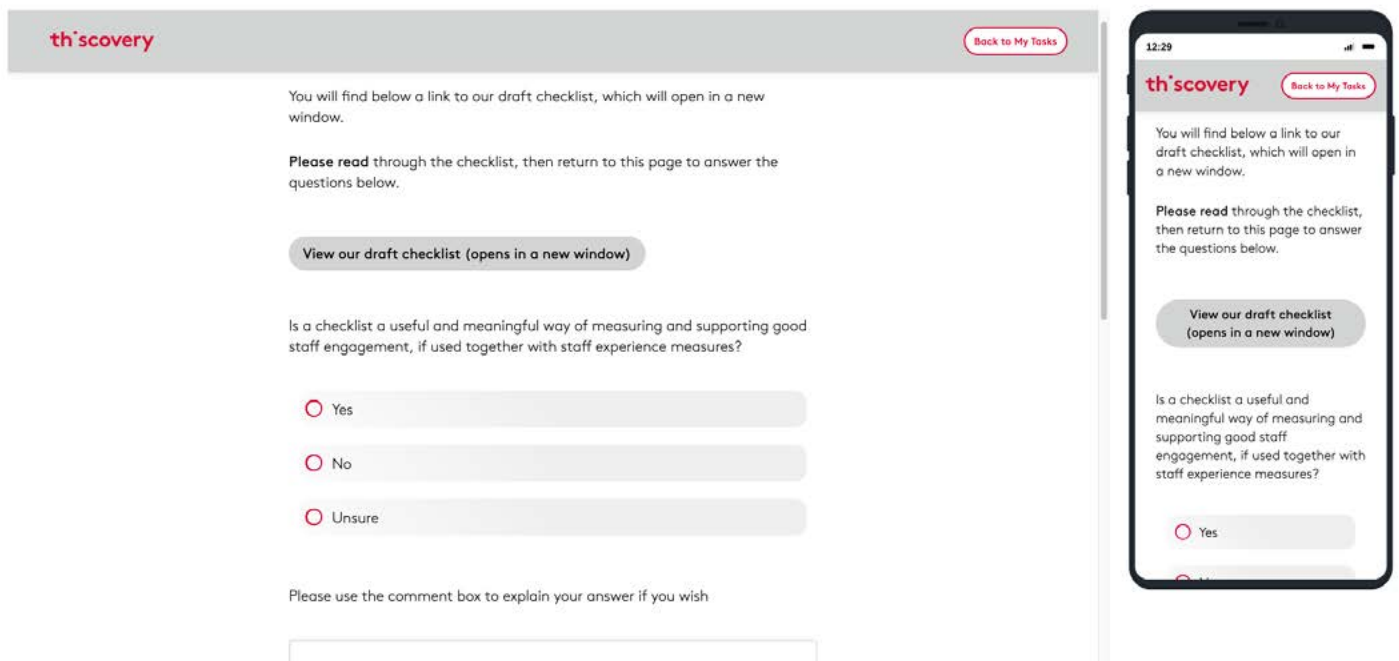 th·scovery
Back to My Tasks
You will find below a link to our draft checklist, which will open in a new
window.
Please read through the checklist, then return to this page to answer the
questions below.
View our draft checklist (opens in a new window)
Is a checklist a useful and meaningful way of measuring and supporting good
staff engagement, if used together with staff experience measures?
Yes
No
Unsure
Please use the comment box to explain your answer if you wish
12:29
th·scovery
Back to My Tasks
You will find below a link to our
draft checklist, which will open in
a new window.
Please read through the checklist,
then return to this page to answer
the questions below.
View our draft checklist
(opens in a new window)
Is a checklist a useful and
meaningful way of measuring and
supporting good staff
engagement, if used together with
staff experience measures?
Yes